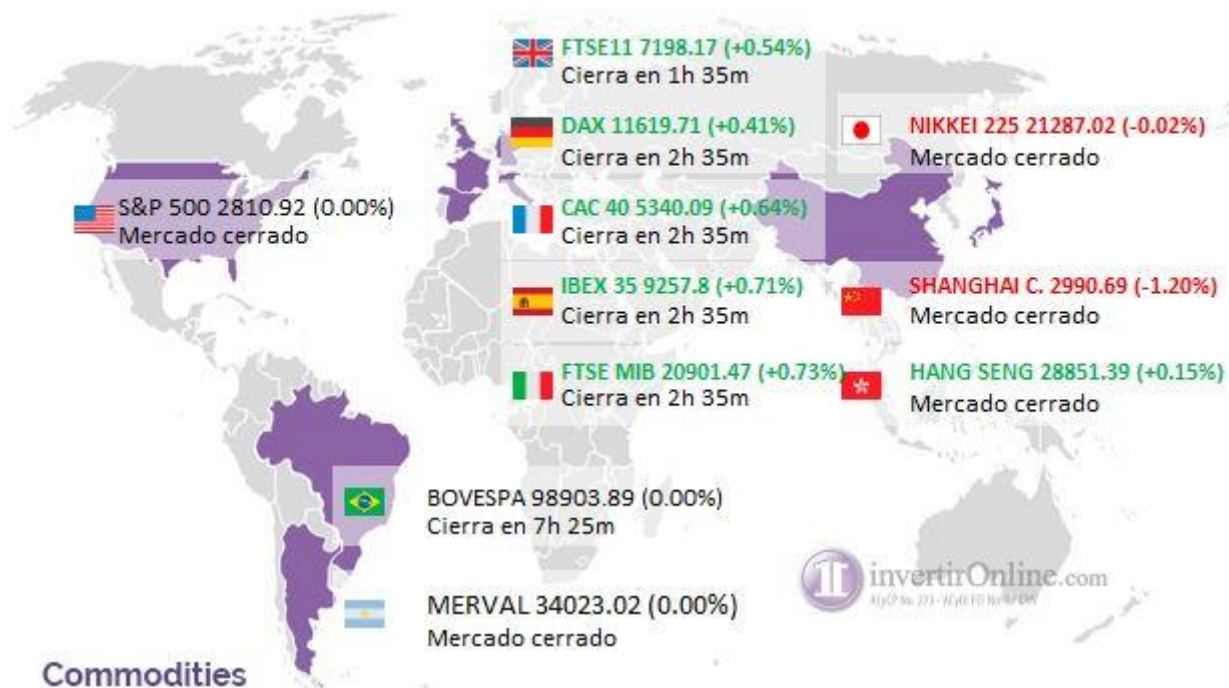 FTSE11 7198.17 (+0.54%)
Cierra en 1h 35m
DAX 11619.71 (+0.41%)
Cierra en 2h 35m
NIKKEI 225 21287.02 (-0.02%)
Mercado cerrado
S&P 500 2810.92 (0.00%)
Mercado cerrado
CAC 40 5340.09 (+0.64%)
Cierra en 2h 35m
IBEX 35 9257.8 (+0.71%)
Cierra en 2h 35m
SHANGHAI C. 2990.69 (-1.20%)
Mercado cerrado
FTSE MIB 20901.47 (+0.73%)
Cierra en 2h 35m
HANG SENG 28851.39 (+0.15%)
Mercado cerrado
BOVESPA 98903.89 (0.00%)
Cierra en 7h 25m
invertirOnline.com
MERVAL 34023.02 (0.00%)
Mercado cerrado
Commodities